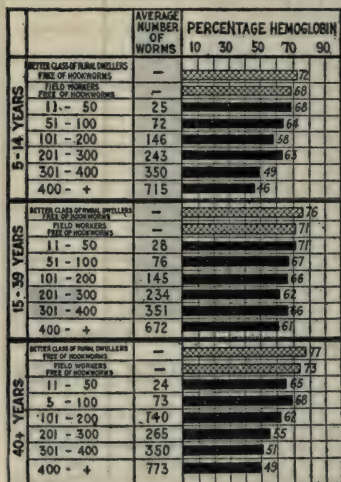 AVERAGE
NUMBER
OF
WORMS
PERCENTAGE HEMOGLOBIN
10 30 50 70 90
5-14 YEARS
BETTER CLASS OF RURAL DWELLERS
FREE OF HOOKWORMS — 72
FIELD WORKERS
FREE OF HOOKWORMS — 68
11 - 50 25 68
51 - 100 72 64
101 - 200 146 58
201 - 300 243 63
301 - 400 350 49
400 - + 715 46
15-39 YEARS
BETTER CLASS OF RURAL DWELLERS
FREE OF HOOKWORMS — 76
FIELD WORKERS
FREE OF HOOKWORMS — 71
11 - 50 28 71
51 - 100 76 67
101 - 200 145 66
201 - 300 234 62
301 - 400 351 66
400 - + 672 61
40+ YEARS
BETTER CLASS OF RURAL DWELLERS
FREE OF HOOKWORMS — 77
FIELD WORKERS
FREE OF HOOKWORMS — 73
11 - 50 24 65
5 - 100 73 68
101 - 200 140 62
201 - 300 265 55
301 - 400 350 51
400 - + 773 49